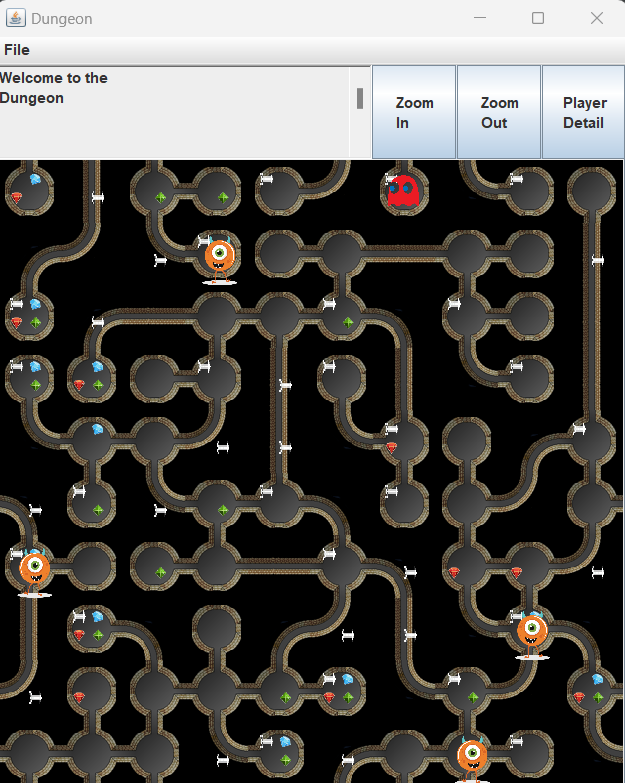 Dungeon
File
Welcome to the
Dungeon
Zoom
In
Zoom
Out
Player
Detail